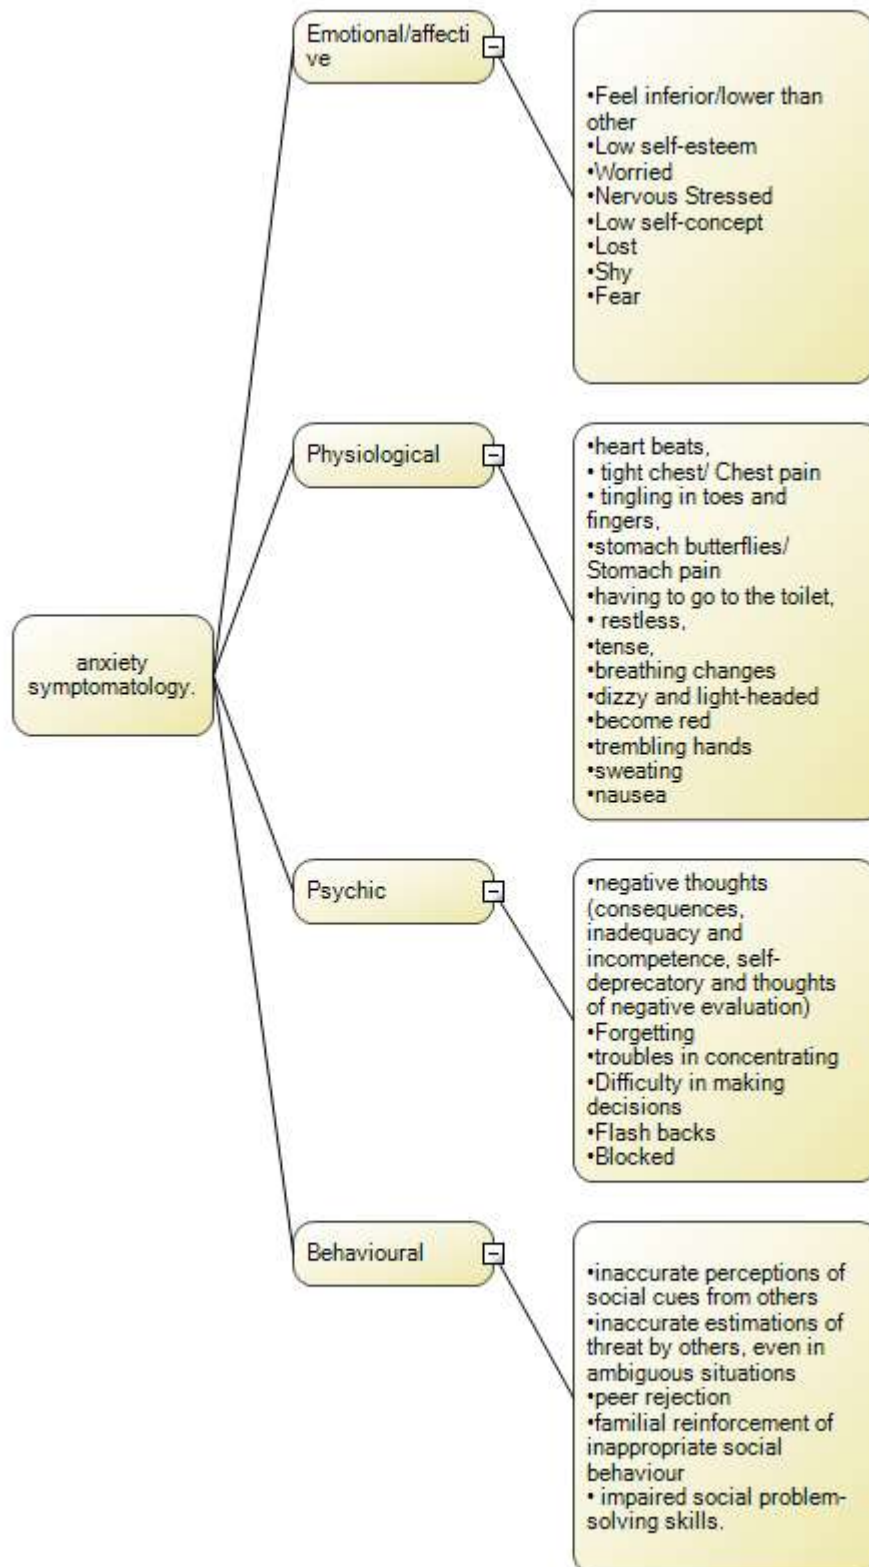 Emotional/affecti
ve
•Feel inferior/lower than
other
•Low self-esteem
•Worried
•Nervous Stressed
•Low self-concept
•Lost
•Shy
•Fear
Physiological
•heart beats,
• tight chest/ Chest pain
• tingling in toes and
fingers,
•stomach butterflies/
Stomach pain
•having to go to the toilet,
• restless,
•tense,
•breathing changes
•dizzy and light-headed
•become red
•trembling hands
•sweating
•nausea
anxiety
symptomatology.
Psychic
•negative thoughts
(consequences,
inadequacy and
incompetence, self-
deprecatory and thoughts
of negative evaluation)
•Forgetting
•troubles in concentrating
•Difficulty in making
decisions
•Flash backs
•Blocked
Behavioural
•inaccurate perceptions of
social cues from others
•inaccurate estimations of
threat by others, even in
ambiguous situations
•peer rejection
•familial reinforcement of
inappropriate social
behaviour
• impaired social problem-
solving skills.